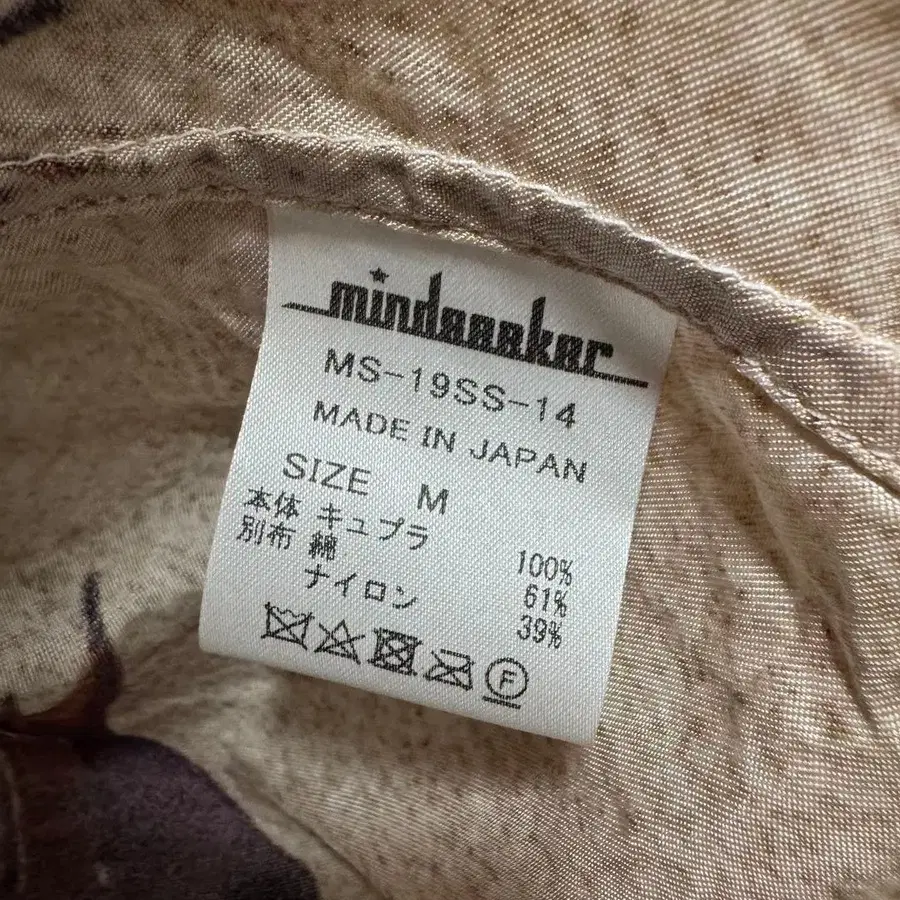 mindseeker
MS-19SS-14
MADE IN JAPAN
SIZE M
本体 キュプラ 100%
別布 綿 61%
ナイロン 39%
F